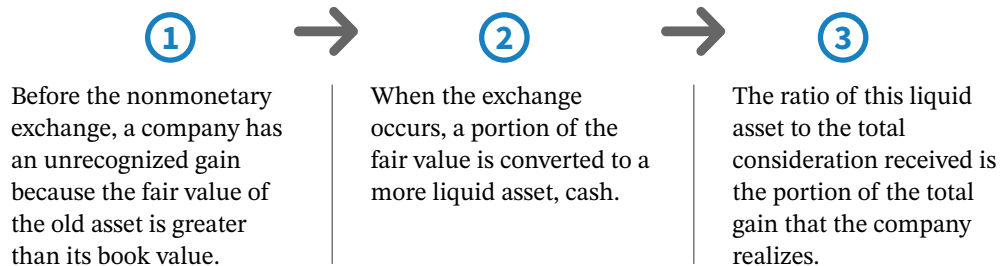 1
Before the nonmonetary
exchange, a company has
an unrecognized gain
because the fair value of
the old asset is greater
than its book value.
2
When the exchange
occurs, a portion of the
fair value is converted to a
more liquid asset, cash.
3
The ratio of this liquid
asset to the total
consideration received is
the portion of the total
gain that the company
realizes.